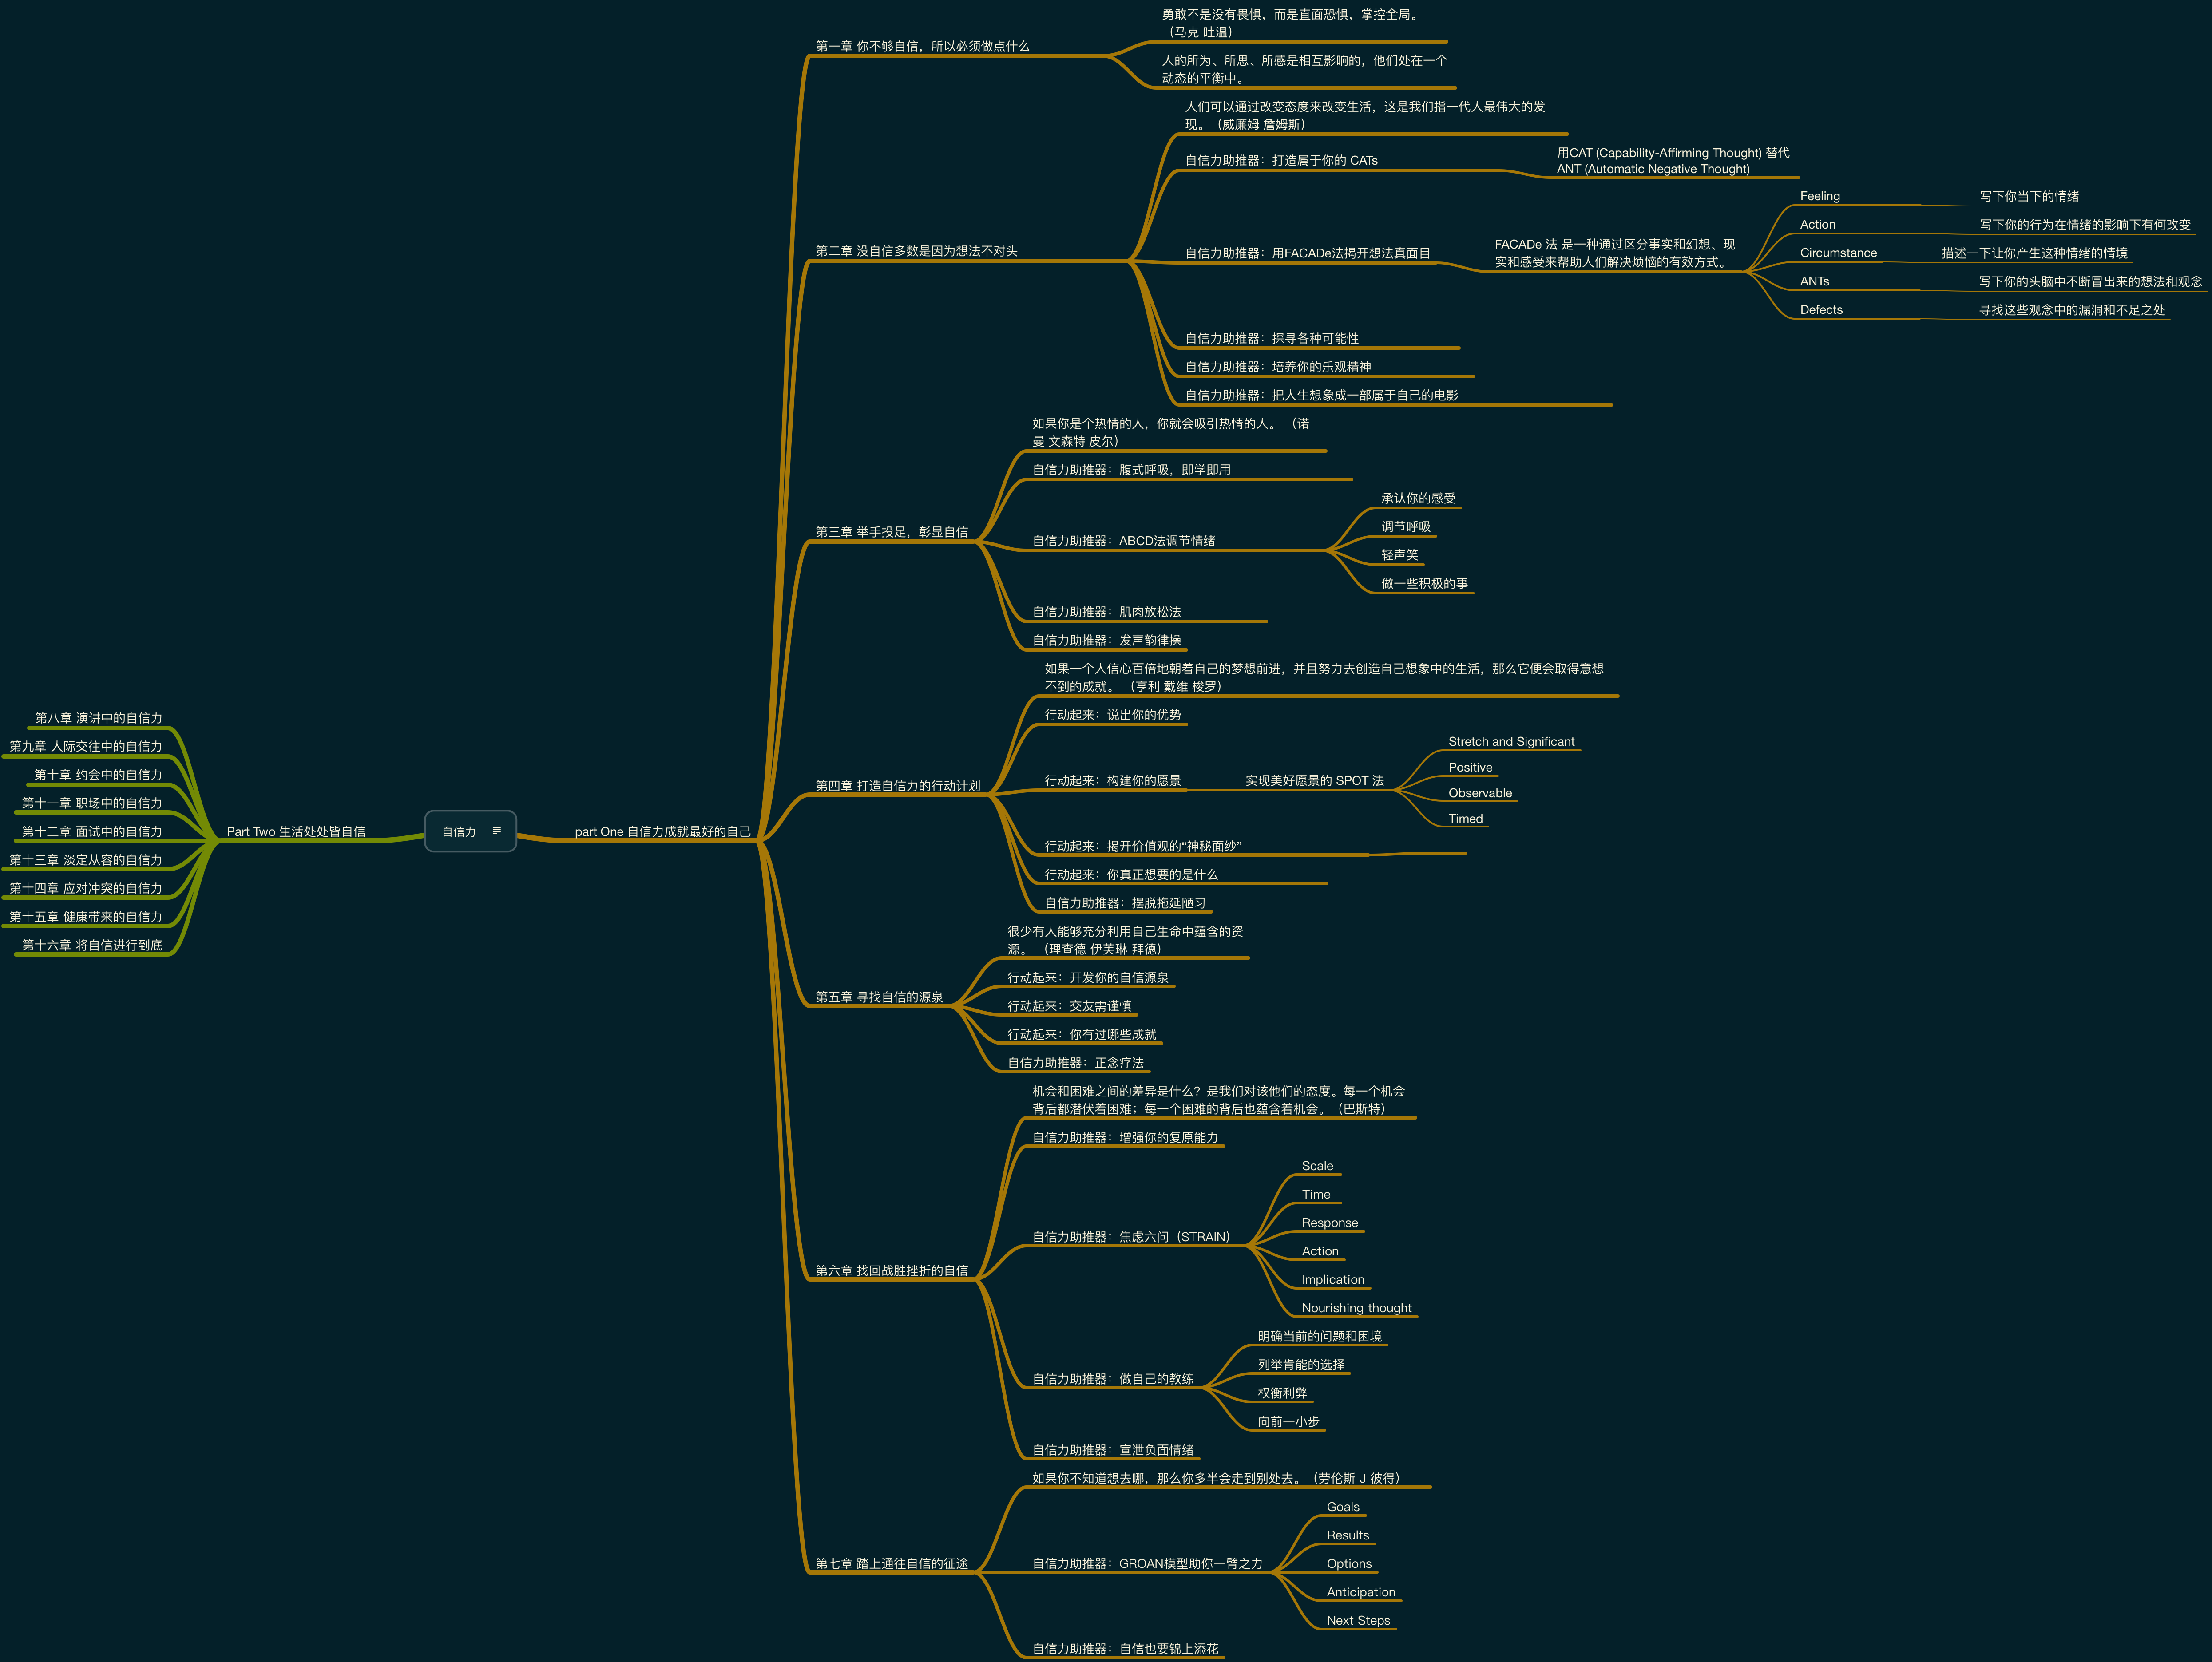 自信力
part One 自信力成就最好的自己
第一章 你不够自信，所以必须做点什么
勇敢不是没有畏惧，而是直面恐惧，掌控全局。
（马克 吐温）
人的所为、所思、所感是相互影响的，他们处在一个
动态的平衡中。
第二章 没自信多数是因为想法不对头
人们可以通过改变态度来改变生活，这是我们指一代人最伟大的发
现。（威廉姆 詹姆斯）
自信力助推器：打造属于你的 CATs
用CAT (Capability-Affirming Thought) 替代
ANT (Automatic Negative Thought)
自信力助推器：用FACADe法揭开想法真面目
FACADe 法 是一种通过区分事实和幻想、现
实和感受来帮助人们解决烦恼的有效方式。
Feeling
写下你当下的情绪
Action
写下你的行为在情绪的影响下有何改变
Circumstance
描述一下让你产生这种情绪的情境
ANTs
写下你的头脑中不断冒出来的想法和观念
Defects
寻找这些观念中的漏洞和不足之处
自信力助推器：探寻各种可能性
自信力助推器：培养你的乐观精神
自信力助推器：把人生想象成一部属于自己的电影
第三章 举手投足，彰显自信
如果你是个热情的人，你就会吸引热情的人。（诺
曼 文森特 皮尔）
自信力助推器：腹式呼吸，即学即用
自信力助推器：ABCD法调节情绪
承认你的感受
调节呼吸
轻声笑
做一些积极的事
自信力助推器：肌肉放松法
自信力助推器：发声韵律操
第四章 打造自信力的行动计划
如果一个人信心百倍地朝着自己的梦想前进，并且努力去创造自己想象中的生活，那么它便会取得意想
不到的成就。（亨利 戴维 梭罗）
行动起来：说出你的优势
行动起来：构建你的愿景
实现美好愿景的 SPOT 法
Stretch and Significant
Positive
Observable
Timed
行动起来：揭开价值观的“神秘面纱”
行动起来：你真正想要的是什么
自信力助推器：摆脱拖延陋习
第五章 寻找自信的源泉
很少有人能够充分利用自己生命中蕴含的资
源。（理查德 伊芙琳 拜德）
行动起来：开发你的自信源泉
行动起来：交友需谨慎
行动起来：你有过哪些成就
自信力助推器：正念疗法
第六章 找回战胜挫折的自信
机会和困难之间的差异是什么？是我们对该他们的态度。每一个机会
背后都潜伏着困难；每一个困难的背后也蕴含着机会。（巴斯特）
自信力助推器：增强你的复原能力
自信力助推器：焦虑六问（STRAIN）
Scale
Time
Response
Action
Implication
Nourishing thought
自信力助推器：做自己的教练
明确当前的问题和困境
列举肯能的选择
权衡利弊
向前一小步
自信力助推器：宣泄负面情绪
第七章 踏上通往自信的征途
如果你不知道想去哪，那么你多半会走到别处去。（劳伦斯 J 彼得）
自信力助推器：GROAN模型助你一臂之力
Goals
Results
Options
Anticipation
Next Steps
自信力助推器：自信也要锦上添花
Part Two 生活处处皆自信
第八章 演讲中的自信力
第九章 人际交往中的自信力
第十章 约会中的自信力
第十一章 职场中的自信力
第十二章 面试中的自信力
第十三章 淡定从容的自信力
第十四章 应对冲突的自信力
第十五章 健康带来的自信力
第十六章 将自信进行到底